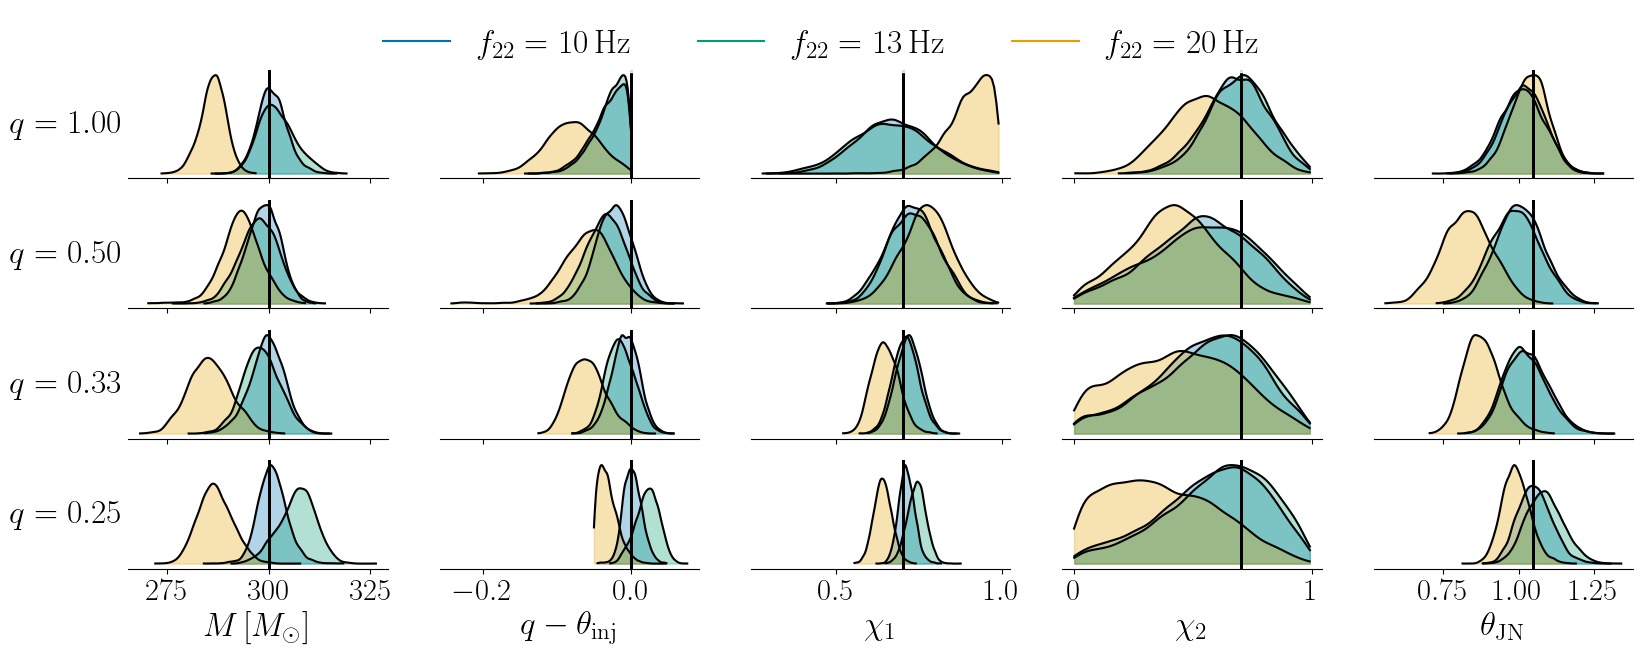 f₂₂ = 10 Hz f₂₂ = 13 Hz f₂₂ = 20 Hz
q = 1.00
q = 0.50
q = 0.33
q = 0.25
275 300 325 −0.2 0.0 0.5 1.0 0 1 0.75 1.00 1.25
M [M⊙] q − θ_inj χ₁ χ₂ θ_JN